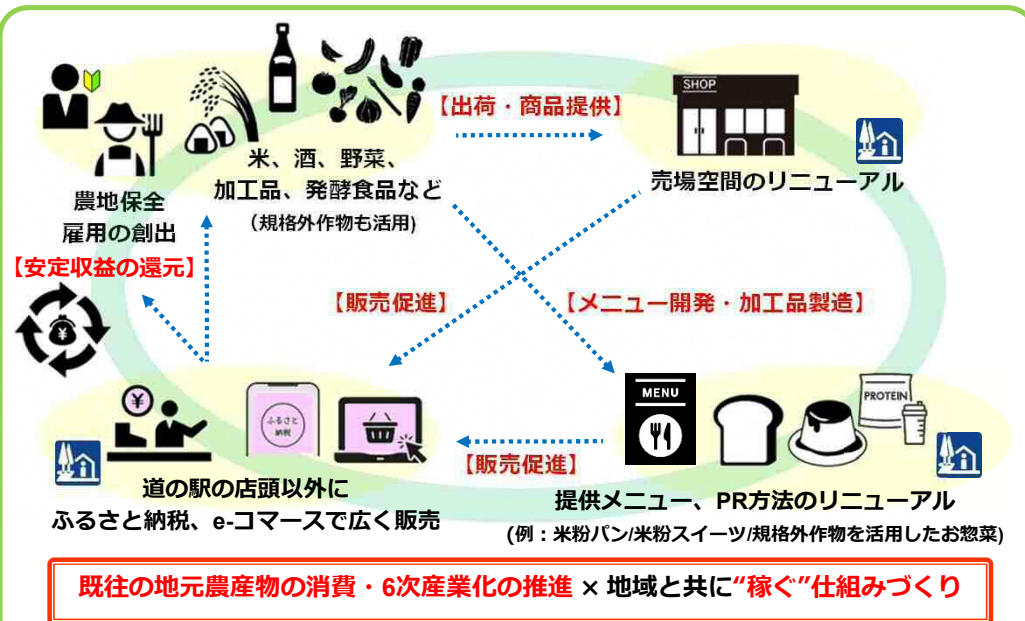 SHOP
【出荷・商品提供】
米、酒、野菜、
加工品、発酵食品など
（規格外作物も活用）
売場空間のリニューアル
農地保全
雇用の創出
【安定収益の還元】
【販売促進】
【メニュー開発・加工品製造】
¥
¥
ふるさと
納税
MENU
PROTEIN
【販売促進】
道の駅の店頭以外に
ふるさと納税、e-コマースで広く販売
提供メニュー、PR方法のリニューアル
(例：米粉パン/米粉スイーツ/規格外作物を活用したお惣菜)
既往の地元農産物の消費・6次産業化の推進 × 地域と共に“稼ぐ”仕組みづくり